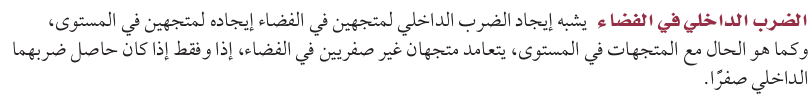 الضرب الداخلي في الفضاء يشبه إيجاد الضرب الداخلي لمتجهين في الفضاء إيجاده لمتجهين في المستوى،
وكما هو الحال مع المتجهات في المستوى، يتعامد متجهان غير صفريين في الفضاء، إذا وفقط إذا كان حاصل ضربهما
الداخلي صفرًا.